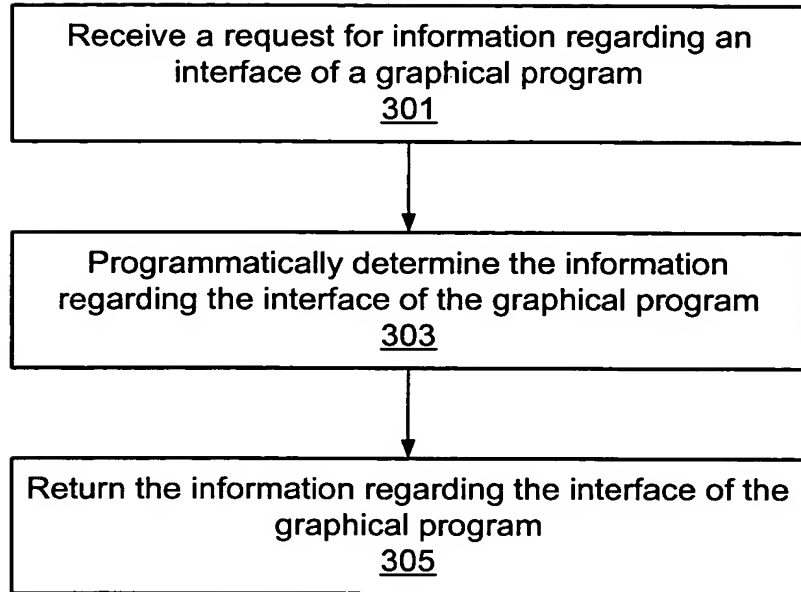 Receive a request for information regarding an
interface of a graphical program
301
Programmatically determine the information
regarding the interface of the graphical program
303
Return the information regarding the interface of the
graphical program
305